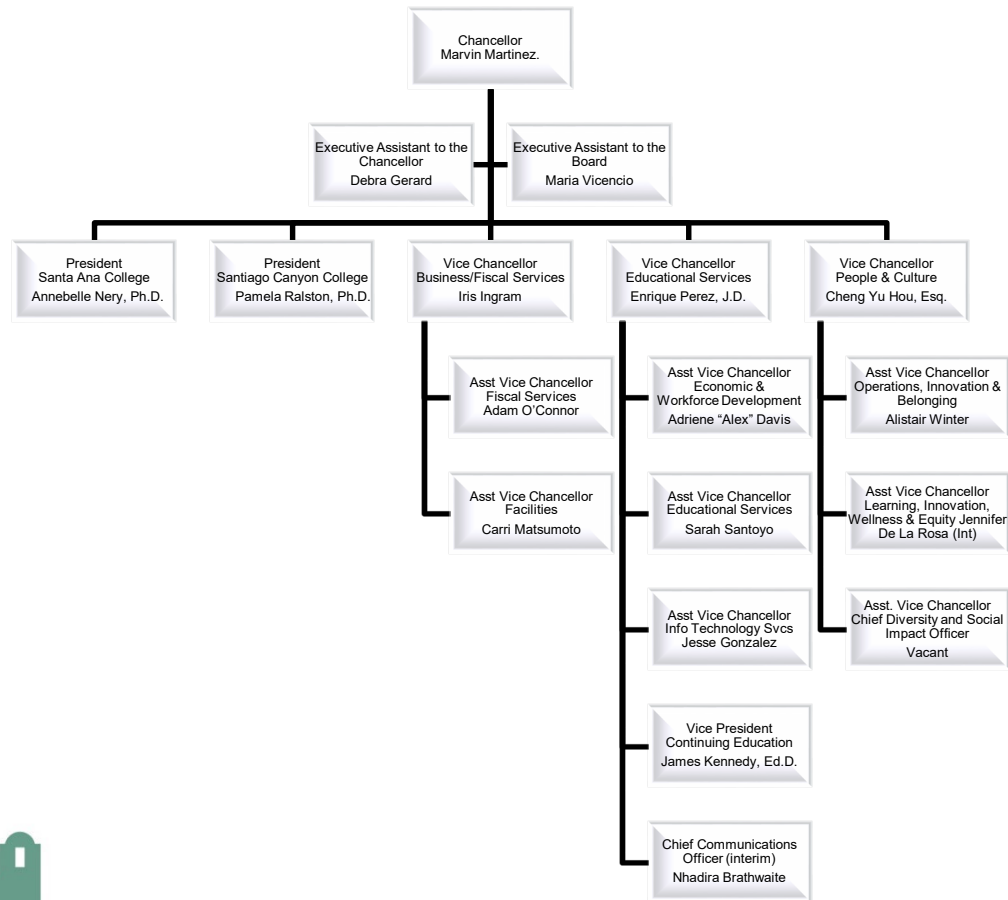 Chancellor
Marvin Martinez.
Executive Assistant to the
Chancellor
Debra Gerard
Executive Assistant to the
Board
Maria Vicencio
President
Santa Ana College
Annebelle Nery, Ph.D.
President
Santiago Canyon College
Pamela Ralston, Ph.D.
Vice Chancellor
Business/Fiscal Services
Iris Ingram
Vice Chancellor
Educational Services
Enrique Perez, J.D.
Vice Chancellor
People & Culture
Cheng Yu Hou, Esq.
Asst Vice Chancellor
Fiscal Services
Adam O’Connor
Asst Vice Chancellor
Facilities
Carri Matsumoto
Asst Vice Chancellor
Economic &
Workforce Development
Adriene “Alex” Davis
Asst Vice Chancellor
Educational Services
Sarah Santoyo
Asst Vice Chancellor
Info Technology Svcs
Jesse Gonzalez
Vice President
Continuing Education
James Kennedy, Ed.D.
Chief Communications
Officer (interim)
Nhadira Brathwaite
Asst Vice Chancellor
Operations, Innovation &
Belonging
Alistair Winter
Asst Vice Chancellor
Learning, Innovation,
Wellness & Equity Jennifer
De La Rosa (Int)
Asst. Vice Chancellor
Chief Diversity and Social
Impact Officer
Vacant